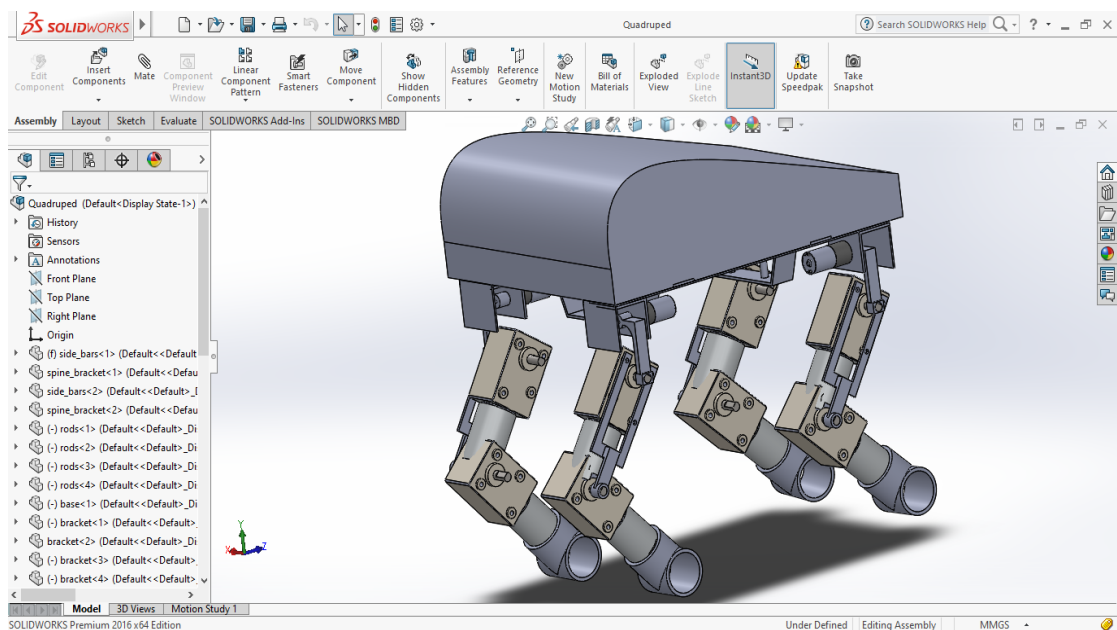 SOLIDWORKS
Quadruped
Search SOLIDWORKS Help
Edit Component
Insert Components
Mate
Component Preview Window
Linear Component Pattern
Smart Fasteners
Move Component
Show Hidden Components
Assembly Features
Reference Geometry
New Motion Study
Bill of Materials
Exploded View
Explode Line Sketch
Instant3D
Update Speedpak
Take Snapshot
Assembly Layout Sketch Evaluate SOLIDWORKS Add-Ins SOLIDWORKS MBD
Quadruped (Default<Display State-1>)
History
Sensors
Annotations
Front Plane
Top Plane
Right Plane
Origin
(f) side_bars<1> (Default<<Default
spine_bracket<1> (Default<<Defau
side_bars<2> (Default<<Default>_D
spine_bracket<2> (Default<<Defau
(-) rods<1> (Default<<Default>_Di
(-) rods<2> (Default<<Default>_Di
(-) rods<3> (Default<<Default>_Di
(-) rods<4> (Default<<Default>_Di
(-) base<1> (Default<<Default>_Di
(-) bracket<1> (Default<<Default>
bracket<2> (Default<<Default>_Di
(-) bracket<3> (Default<<Default>
(-) bracket<4> (Default<<Default>
Y
X Z
Model 3D Views Motion Study 1
SOLIDWORKS Premium 2016 x64 Edition
Under Defined Editing Assembly MMGS